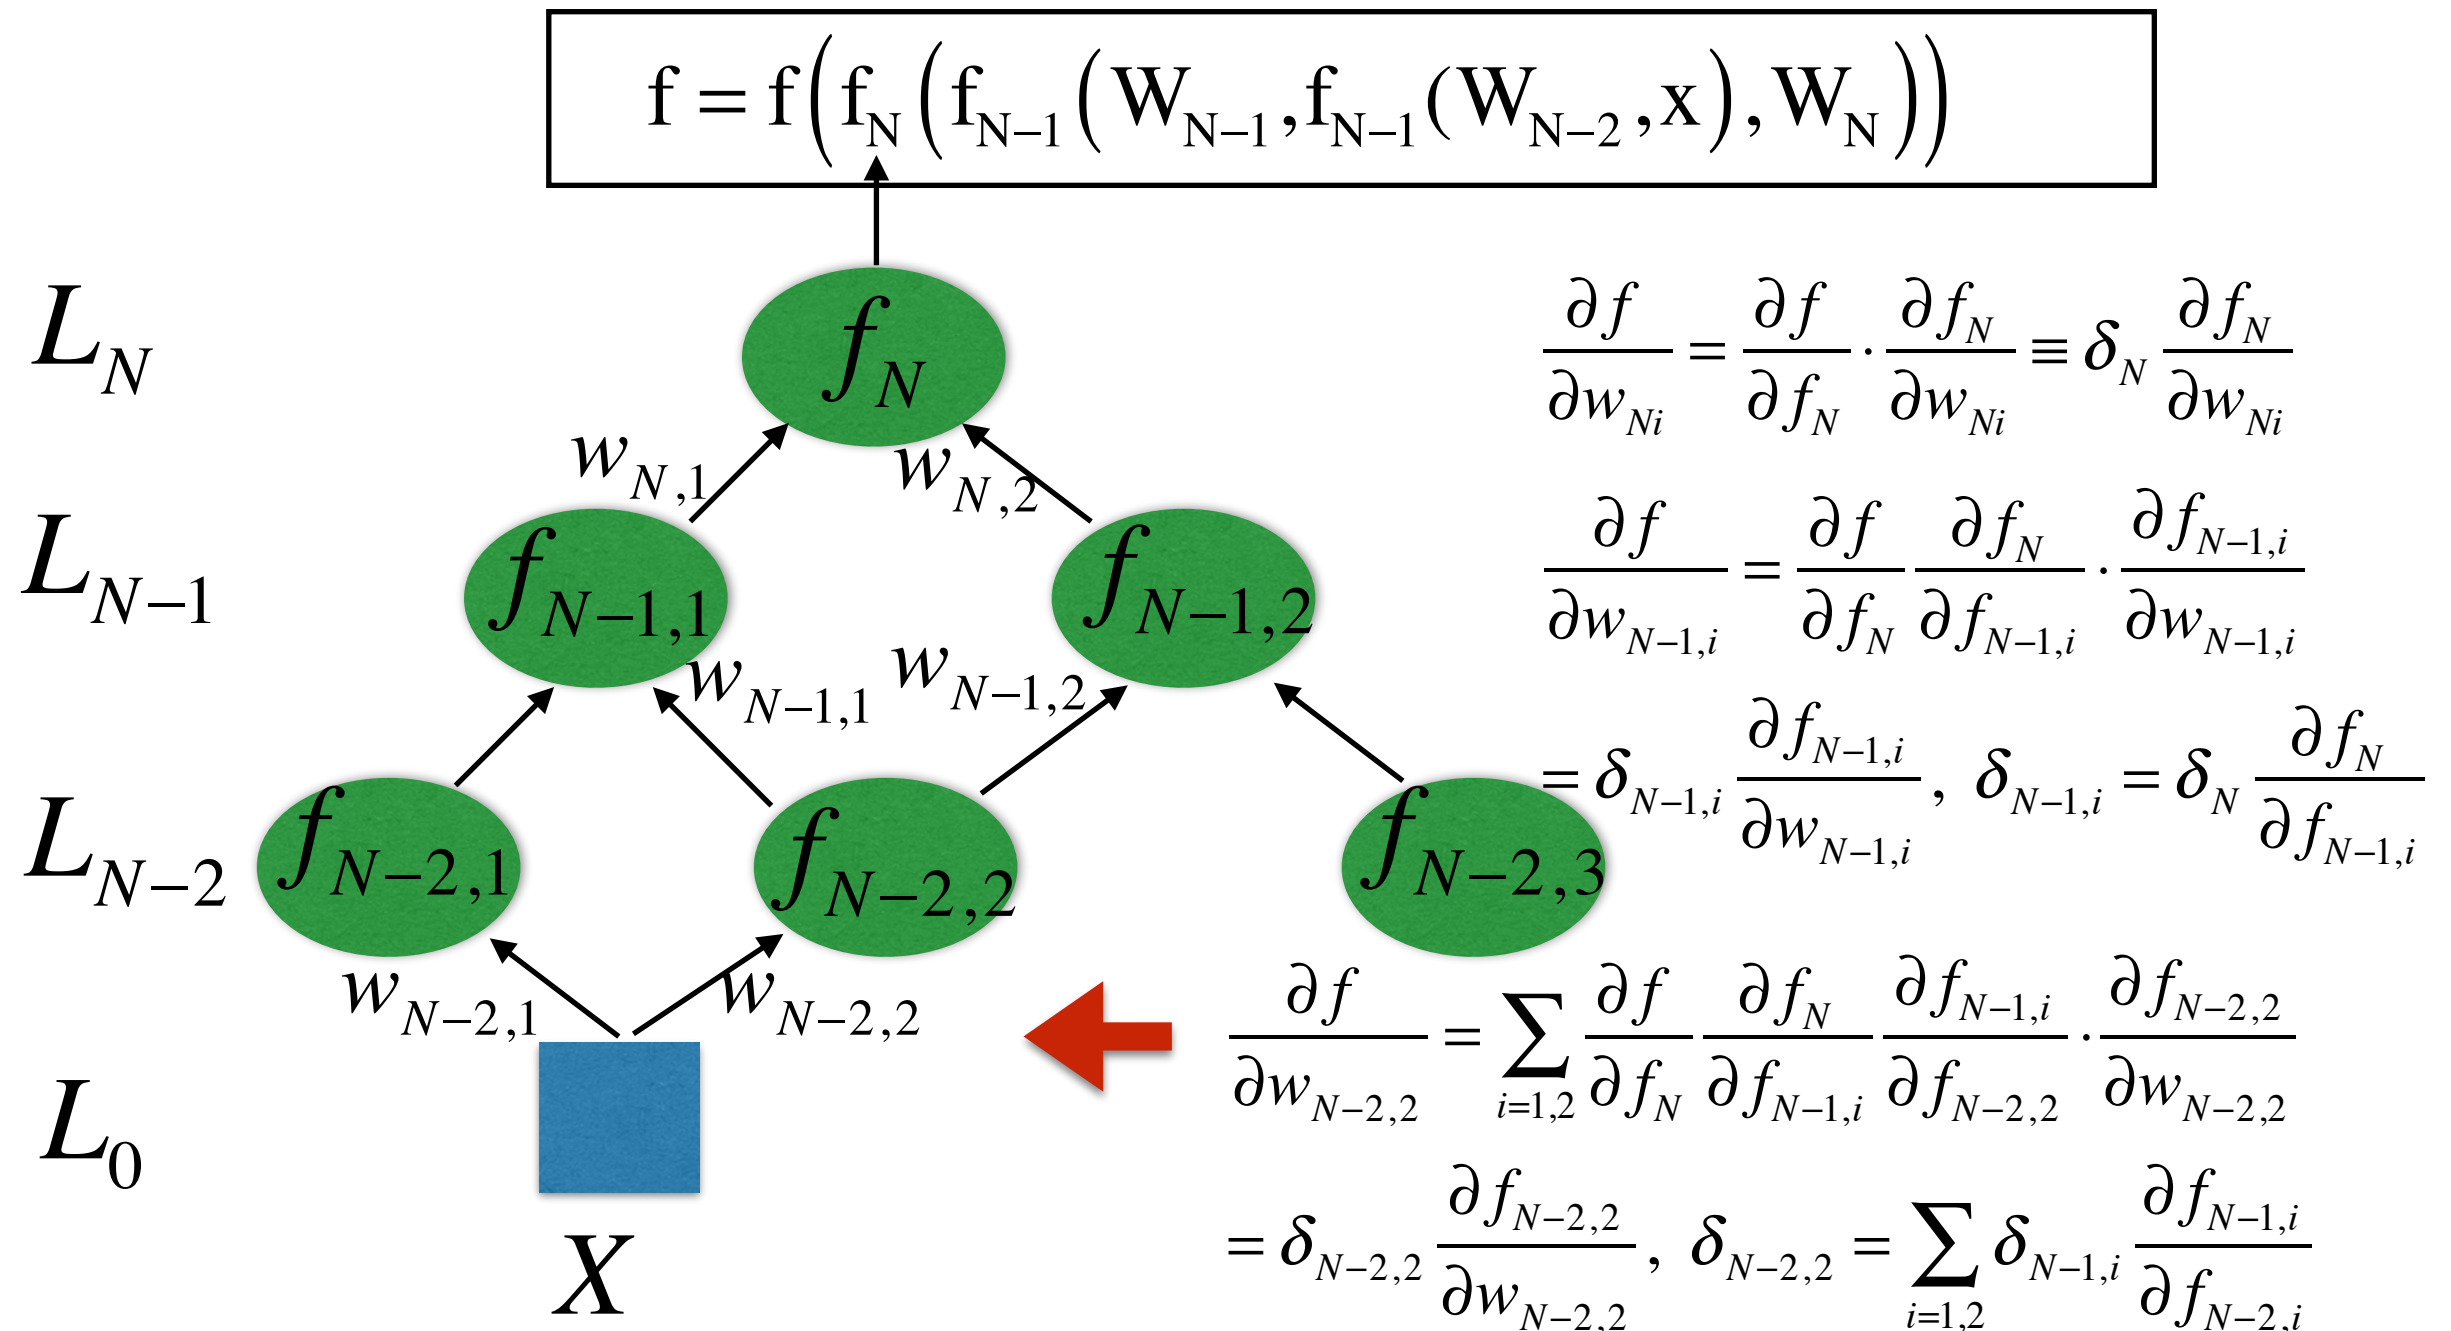 f = f(f_N(f_{N−1}(W_{N−1},f_{N−1}(W_{N−2},x),W_N))
L_N
f_N
∂f/∂w_{Ni} = ∂f/∂f_N · ∂f_N/∂w_{Ni} ≡ δ_N ∂f_N/∂w_{Ni}
w_{N,1}
w_{N,2}
L_{N−1}
f_{N−1,1}
f_{N−1,2}
∂f/∂w_{N−1,i} = ∂f/∂f_N ∂f_N/∂f_{N−1,i} · ∂f_{N−1,i}/∂w_{N−1,i}
w_{N−1,1}
w_{N−1,2}
= δ_{N−1,i} ∂f_{N−1,i}/∂w_{N−1,i} , δ_{N−1,i} = δ_N ∂f_N/∂f_{N−1,i}
L_{N−2}
f_{N−2,1}
f_{N−2,2}
f_{N−2,3}
w_{N−2,1}
w_{N−2,2}
∂f/∂w_{N−2,2} = ∑_{i=1,2} ∂f/∂f_N ∂f_N/∂f_{N−1,i} ∂f_{N−1,i}/∂f_{N−2,2} · ∂f_{N−2,2}/∂w_{N−2,2}
L_0
= δ_{N−2,2} ∂f_{N−2,2}/∂w_{N−2,2} , δ_{N−2,2} = ∑_{i=1,2} δ_{N−1,i} ∂f_{N−1,i}/∂f_{N−2,i}
X